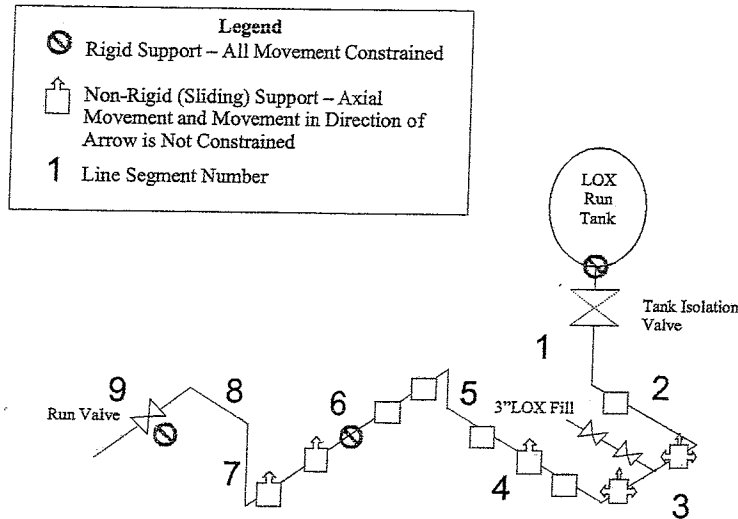 Legend
Rigid Support – All Movement Constrained
Non-Rigid (Sliding) Support – Axial
Movement and Movement in Direction of
Arrow is Not Constrained
1 Line Segment Number
LOX
Run
Tank
Tank Isolation
Valve
1
2
3"LOX Fill
3
4
5
6
7
8
9
Run Valve